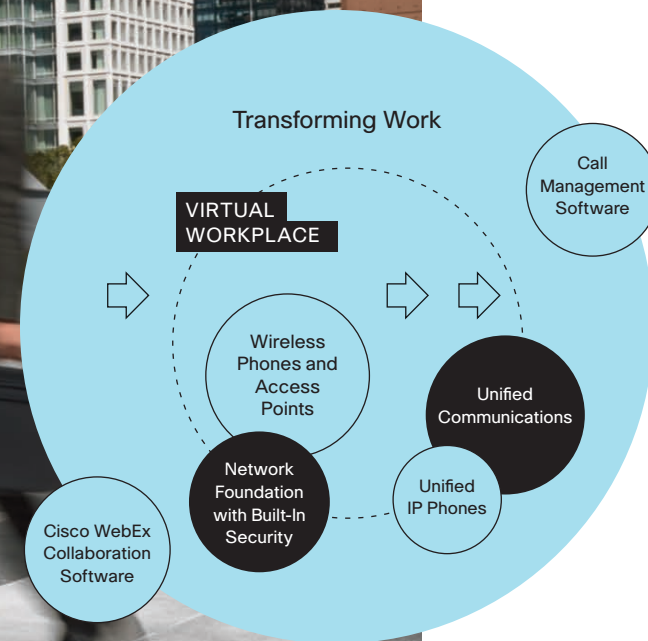 Transforming Work
Call
Management
Software
VIRTUAL
WORKPLACE
Wireless
Phones and
Access
Points
Unified
Communications
Network
Foundation
with Built-In
Security
Unified
IP Phones
Cisco WebEx
Collaboration
Software